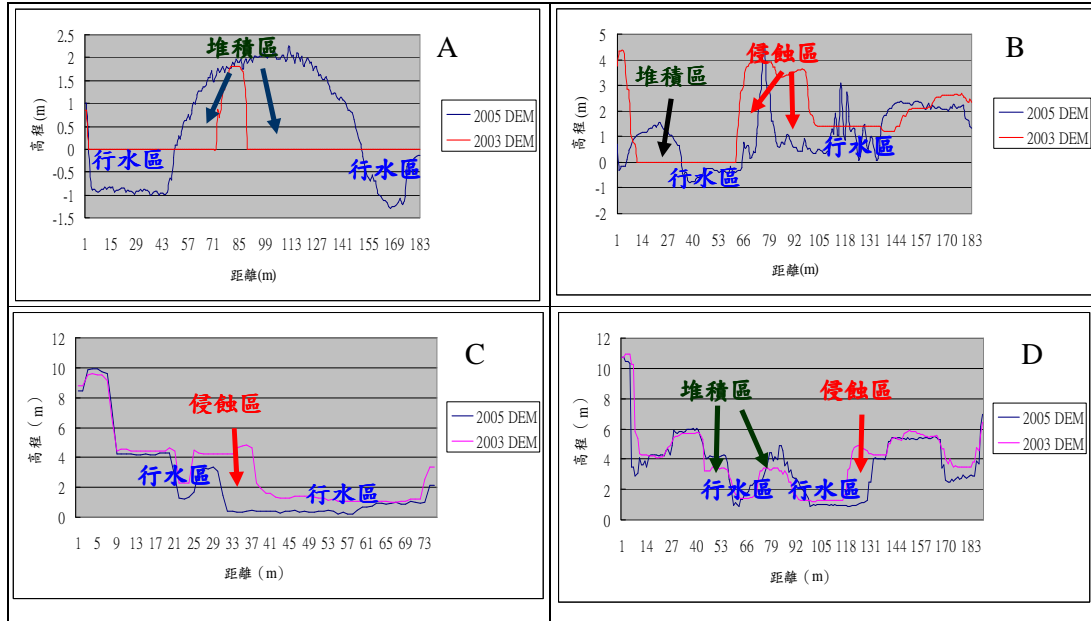 A
堆積區
2.5
2
1.5
1
0.5
0
-0.5
-1
-1.5
高程(m)
行水區
行水區
2005 DEM
2003 DEM
1 15 29 43 57 71 85 99 113 127 141 155 169 183
距離(m)
B
侵蝕區
堆積區
5
4
3
2
1
0
-1
-2
高程(m)
行水區
行水區
2005 DEM
2003 DEM
1 14 27 40 53 66 79 92 105 118 131 144 157 170 183
距離(m)
C
侵蝕區
12
10
8
6
4
2
0
高程(m)
行水區
行水區
2005 DEM
2003 DEM
1 5 9 13 17 21 25 29 33 37 41 45 49 53 57 61 65 69 73
距離(m)
D
堆積區
侵蝕區
12
10
8
6
4
2
0
高程(m)
行水區
行水區
2005 DEM
2003 DEM
1 14 27 40 53 66 79 92 105 118 131 144 157 170 183
距離(m)